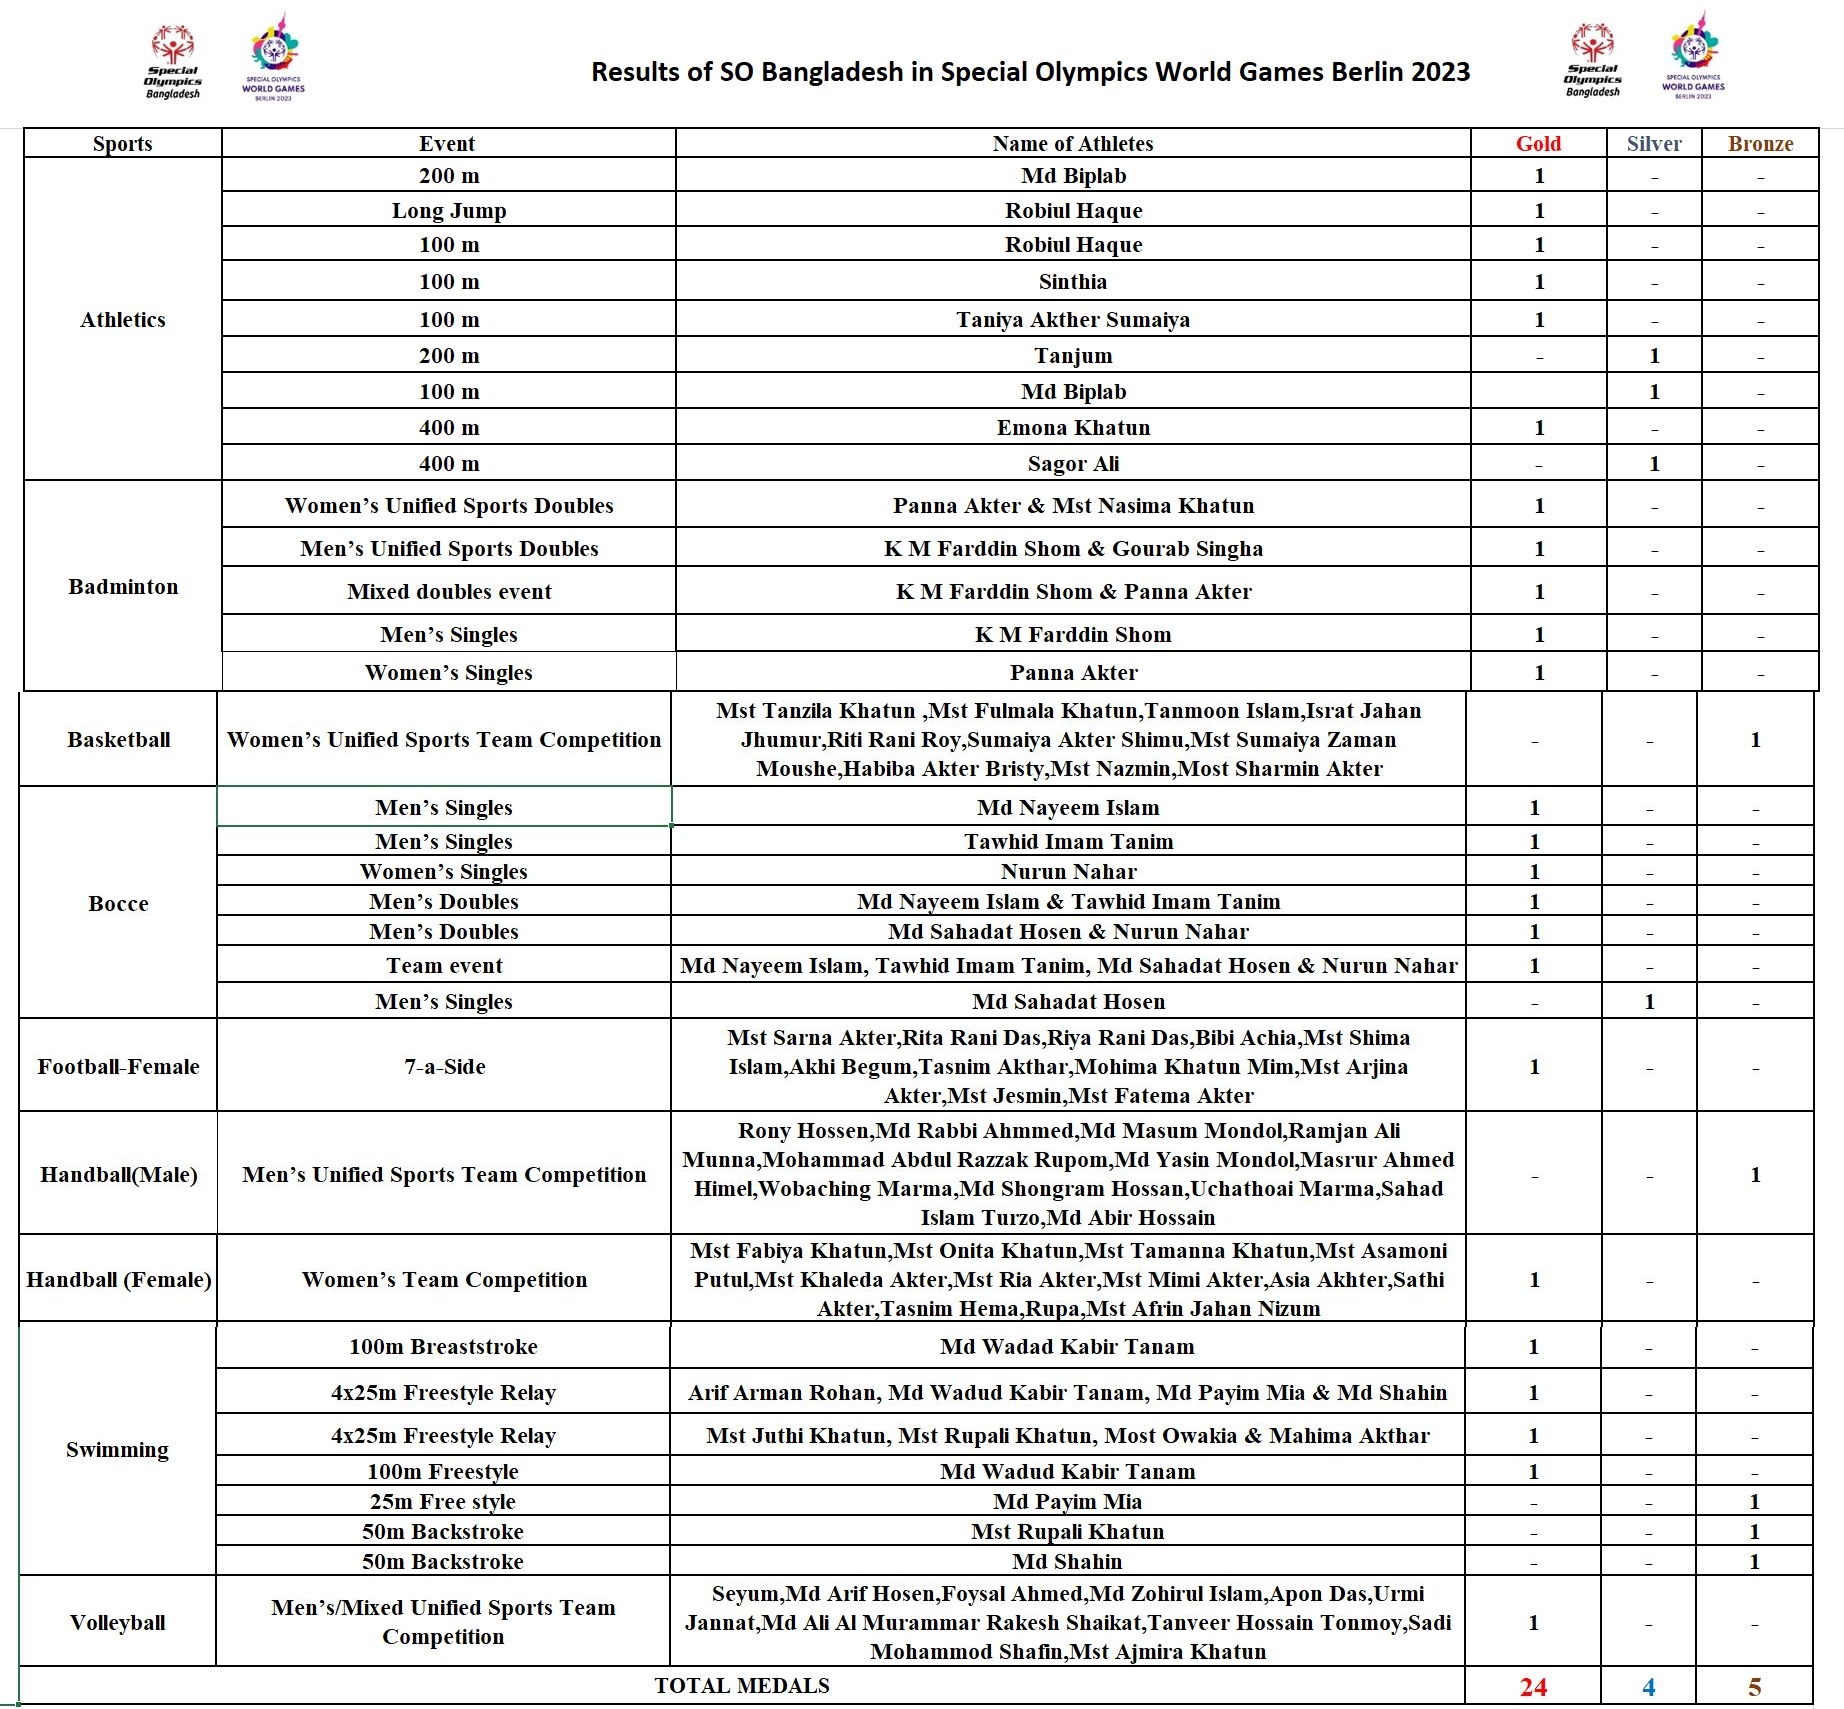 Special
Olympics
Bangladesh
SPECIAL OLYMPICS
WORLD GAMES
BERLIN 2023
Results of SO Bangladesh in Special Olympics World Games Berlin 2023
Special
Olympics
Bangladesh
SPECIAL OLYMPICS
WORLD GAMES
BERLIN 2023
Sports Event Name of Athletes Gold Silver Bronze
Athletics
200 m Md Biplab 1 - -
Long Jump Robiul Haque 1 - -
100 m Robiul Haque 1 - -
100 m Sinthia 1 - -
100 m Taniya Akther Sumaiya 1 - -
200 m Tanjum - 1 -
100 m Md Biplab 1 -
400 m Emona Khatun 1 - -
400 m Sagor Ali - 1 -
Badminton
Women’s Unified Sports Doubles Panna Akter & Mst Nasima Khatun 1 - -
Men’s Unified Sports Doubles K M Farddin Shom & Gourab Singha 1 - -
Mixed doubles event K M Farddin Shom & Panna Akter 1 - -
Men’s Singles K M Farddin Shom 1 - -
Women’s Singles Panna Akter 1 - -
Basketball Women’s Unified Sports Team Competition
Mst Tanzila Khatun ,Mst Fulmala Khatun,Tanmoon Islam,Israt Jahan
Jhumur,Riti Rani Roy,Sumaiya Akter Shimu,Mst Sumaiya Zaman
Moushe,Habiba Akter Bristy,Mst Nazmin,Most Sharmin Akter
- - 1
Bocce
Men’s Singles Md Nayeem Islam 1 - -
Men’s Singles Tawhid Imam Tanim 1 - -
Women’s Singles Nurun Nahar 1 - -
Men’s Doubles Md Nayeem Islam & Tawhid Imam Tanim 1 - -
Men’s Doubles Md Sahadat Hosen & Nurun Nahar 1 - -
Team event Md Nayeem Islam, Tawhid Imam Tanim, Md Sahadat Hosen & Nurun Nahar 1 - -
Men’s Singles Md Sahadat Hosen - 1 -
Football-Female 7-a-Side
Mst Sarna Akter,Rita Rani Das,Riya Rani Das,Bibi Achia,Mst Shima
Islam,Akhi Begum,Tasnim Akthar,Mohima Khatun Mim,Mst Arjina
Akter,Mst Jesmin,Mst Fatema Akter
1 - -
Handball(Male) Men’s Unified Sports Team Competition
Rony Hossen,Md Rabbi Ahmmed,Md Masum Mondol,Ramjan Ali
Munna,Mohammad Abdul Razzak Rupom,Md Yasin Mondol,Masrur Ahmed
Himel,Wobaching Marma,Md Shongram Hossan,Uchathoai Marma,Sahad
Islam Turzo,Md Abir Hossain
- - 1
Handball (Female) Women’s Team Competition
Mst Fabiya Khatun,Mst Onita Khatun,Mst Tamanna Khatun,Mst Asamoni
Putul,Mst Khaleda Akter,Mst Ria Akter,Mst Mimi Akter,Asia Akhter,Sathi
Akter,Tasnim Hema,Rupa,Mst Afrin Jahan Nizum
1 - -
Swimming
100m Breaststroke Md Wadad Kabir Tanam 1 - -
4x25m Freestyle Relay Arif Arman Rohan, Md Wadud Kabir Tanam, Md Payim Mia & Md Shahin 1 - -
4x25m Freestyle Relay Mst Juthi Khatun, Mst Rupali Khatun, Most Owakia & Mahima Akthar 1 - -
100m Freestyle Md Wadud Kabir Tanam 1 - -
25m Free style Md Payim Mia - - 1
50m Backstroke Mst Rupali Khatun - - 1
50m Backstroke Md Shahin - - 1
Volleyball
Men’s/Mixed Unified Sports Team
Competition
Seyum,Md Arif Hosen,Foysal Ahmed,Md Zohirul Islam,Apon Das,Urmi
Jannat,Md Ali Al Murammar Rakesh Shaikat,Tanveer Hossain Tonmoy,Sadi
Mohammod Shafin,Mst Ajmira Khatun
1 - -
TOTAL MEDALS 24 4 5